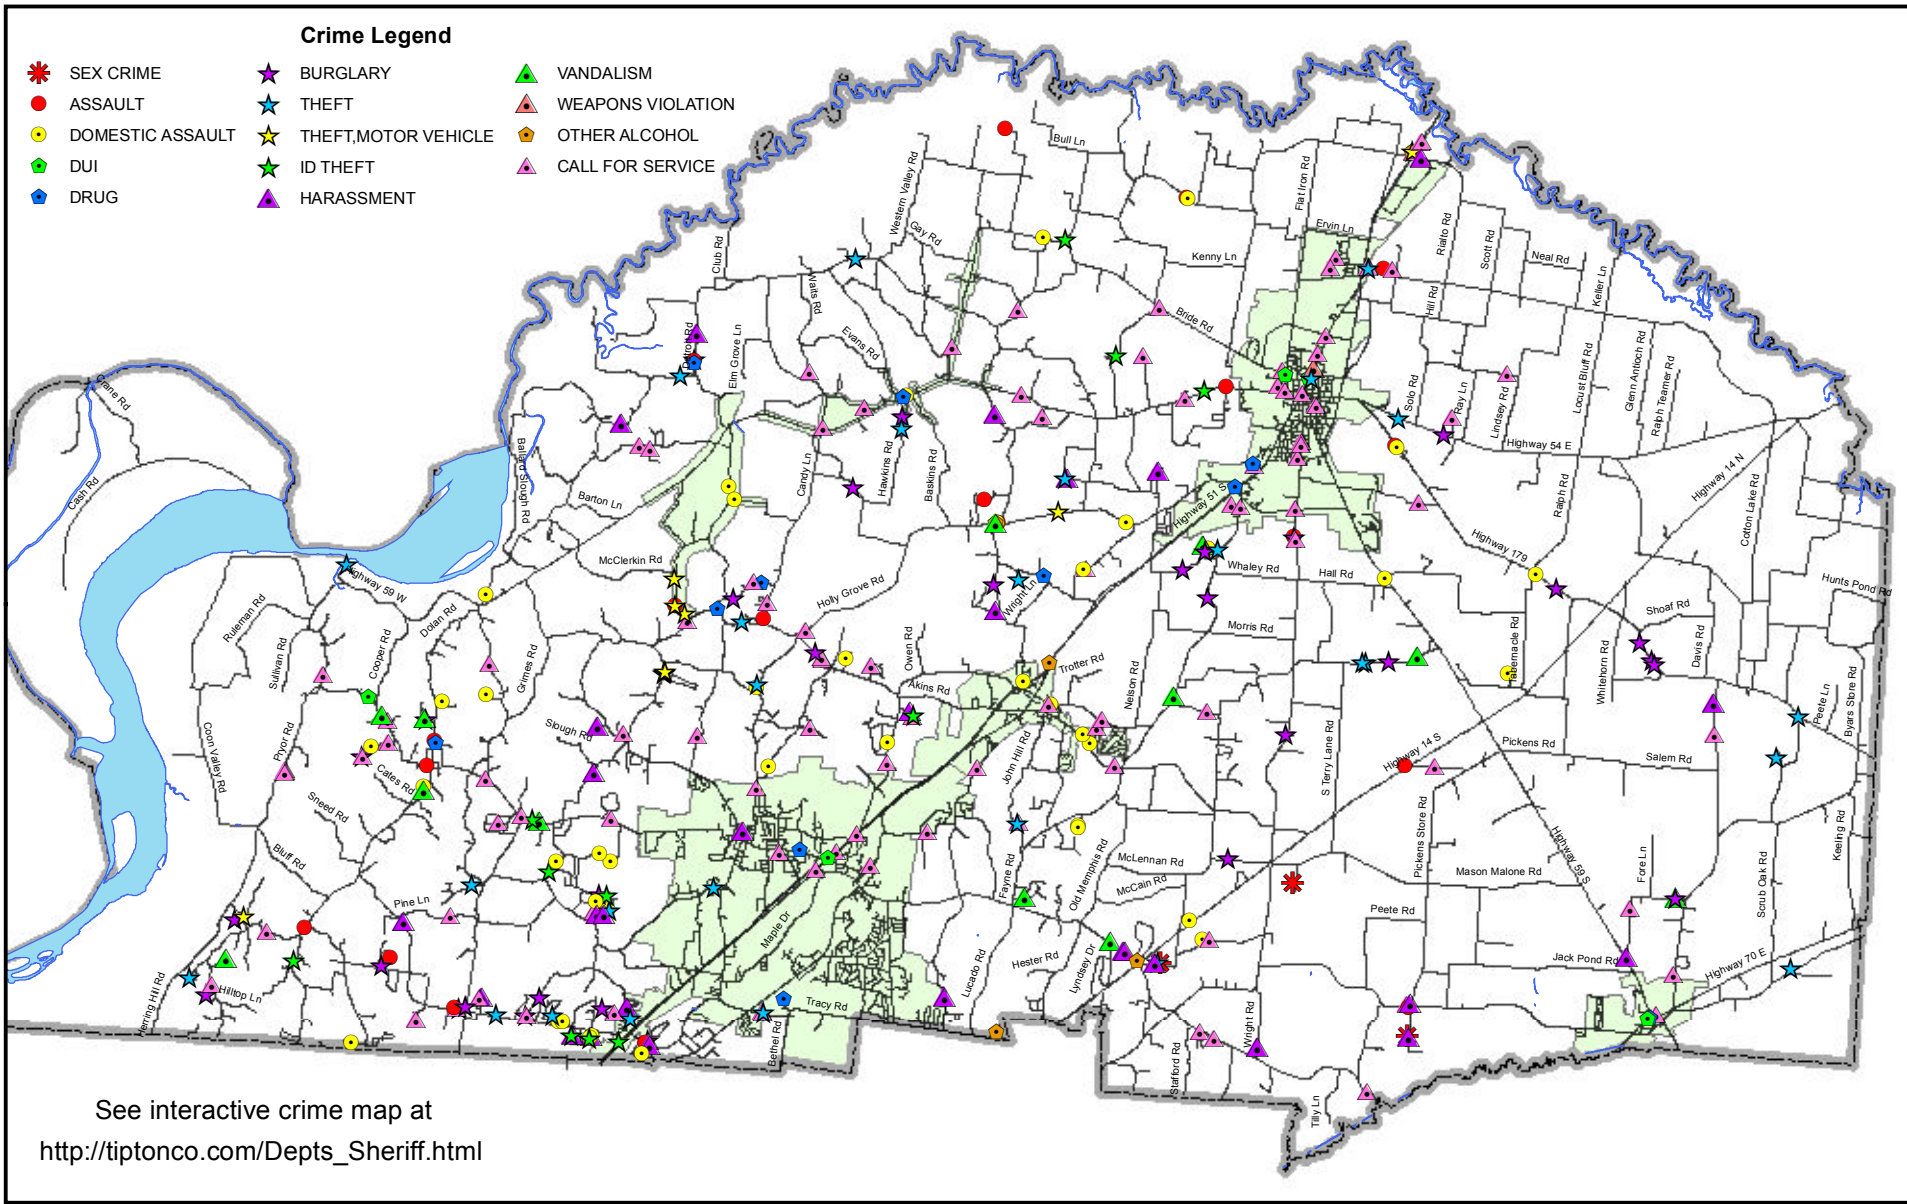 Crime Legend
SEX CRIME
ASSAULT
DOMESTIC ASSAULT
DUI
DRUG
BURGLARY
THEFT
THEFT,MOTOR VEHICLE
ID THEFT
HARASSMENT
VANDALISM
WEAPONS VIOLATION
OTHER ALCOHOL
CALL FOR SERVICE
Bull Ln
Western Valley Rd
Gay Rd
Club Rd
Flat Iron Rd
Ervin Ln
Kenny Ln
Rialto Rd
Scott Rd
Neal Rd
Keller Ln
Hill Rd
Waits Rd
Evans Rd
Bride Rd
Elm Grove Ln
Crane Rd
Cash Rd
Solo Rd
Ray Ln
Lindsey Rd
Locust Bluff Rd
Glenn Antioch Rd
Ralph Teamer Rd
Highway 54 E
Highway 14 N
Ballard Slough Rd
Barton Ln
Candy Ln
Hawkins Rd
Baskins Rd
Highway 51 S
Ralph Rd
Cotton Lake Rd
Highway 179
McClerkin Rd
Highway 59 W
Holly Grove Rd
Wright Ln
Whaley Rd
Hall Rd
Hunts Pond Rd
Ruleman Rd
Sullivan Rd
Cooper Rd
Dolan Rd
Grimes Rd
Owen Rd
Morris Rd
Shoaf Rd
Tabernacle Rd
Whitehorn Rd
Davis Rd
Trotter Rd
Akins Rd
Nelson Rd
Peete Ln
Byars Store Rd
Coon Valley Rd
Pryor Rd
Slough Rd
John Hill Rd
S Terry Lane Rd
Highway 14 S
Pickens Rd
Salem Rd
Cates Rd
Sneed Rd
Bluff Rd
Pickens Store Rd
Highway 59 S
Keeling Rd
Fore Ln
Scrub Oak Rd
McLennan Rd
McCain Rd
Mason Malone Rd
Fayne Rd
Old Memphis Rd
Pine Ln
Maple Dr
Peete Rd
Jack Pond Rd
Highway 70 E
Herring Hill Rd
Hilltop Ln
Lucado Rd
Hester Rd
Lyndsey Dr
Tracy Rd
Bethel Rd
Stafford Rd
Wright Rd
Tilly Ln
See interactive crime map at
http://tiptonco.com/Depts_Sheriff.html